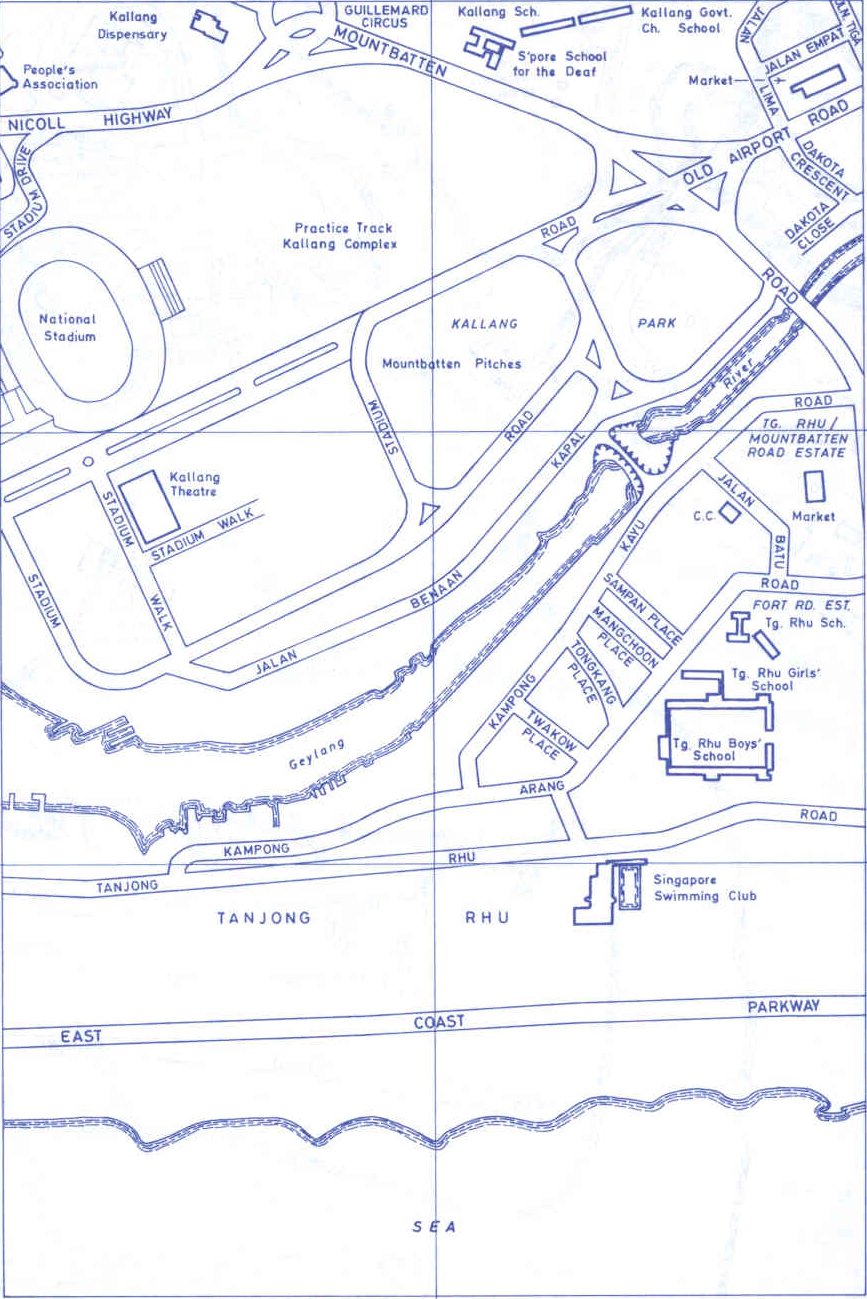 Kallang
Dispensary
GUILLEMARD
CIRCUS
Kallang Sch.
Kallang Govt.
Ch. School
JALAN
LIMA
JALAN EMPAT
MOUNTBATTEN
S'pore School
for the Deaf
People's
Association
Market
NICOLL HIGHWAY
OLD AIRPORT ROAD
STADIUM DRIVE
DAKOTA
CRESCENT
DAKOTA
CLOSE
Practice Track
Kallang Complex
ROAD
ROAD
National
Stadium
KALLANG PARK
Mountbatten Pitches
River
ROAD
STADIUM
ROAD
KAPAL
TG. RHU /
MOUNTBATTEN
ROAD ESTATE
Kallang
Theatre
STADIUM
WALK
STADIUM WALK
JALAN
BATU
C.C.
Market
KAYU
STADIUM
BENAAN
JALAN
SAMPAN PLACE
MANGCHOON
PLACE
TONGKANG
PLACE
TWAKOW
PLACE
KAMPONG
ROAD
FORT RD. EST.
Tg. Rhu Sch.
Tg. Rhu Girls'
School
Tg. Rhu Boys'
School
Geylang
ARANG
ROAD
KAMPONG
RHU
TANJONG
Singapore
Swimming Club
TANJONG RHU
EAST COAST PARKWAY
SEA